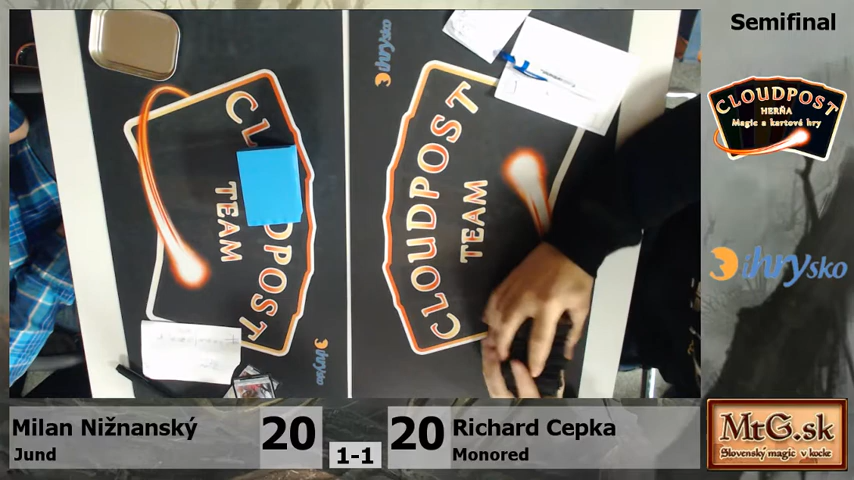 Semifinal
CLOUDPOST
HERŇA
Magic a kartové hry
ihrysko
CLOUDPOST
TEAM
ihrysko
ihrysko
CLOUDPOST
TEAM
Milan Nižnanský
Jund
20
1-1
20
Richard Cepka
Monored
MtG.sk
Slovenský magic v kocke